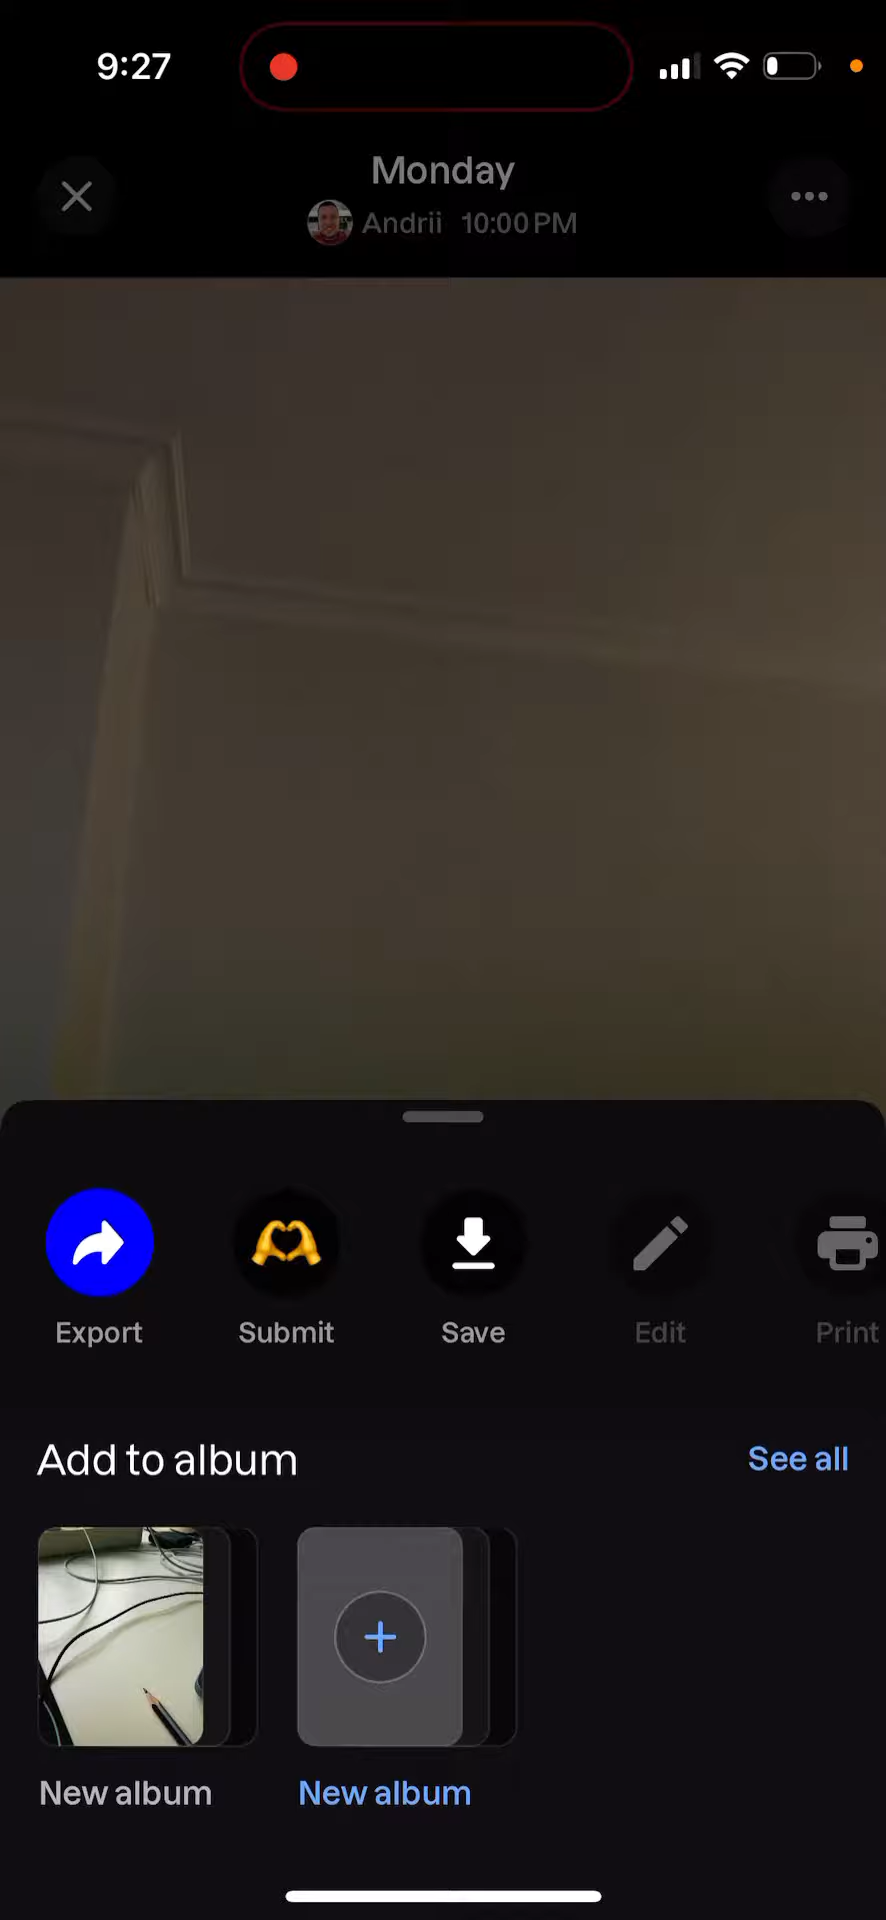 9:27
Monday
Andrii 10:00 PM
Export
Submit
Save
Edit
Print
Add to album
See all
New album
New album